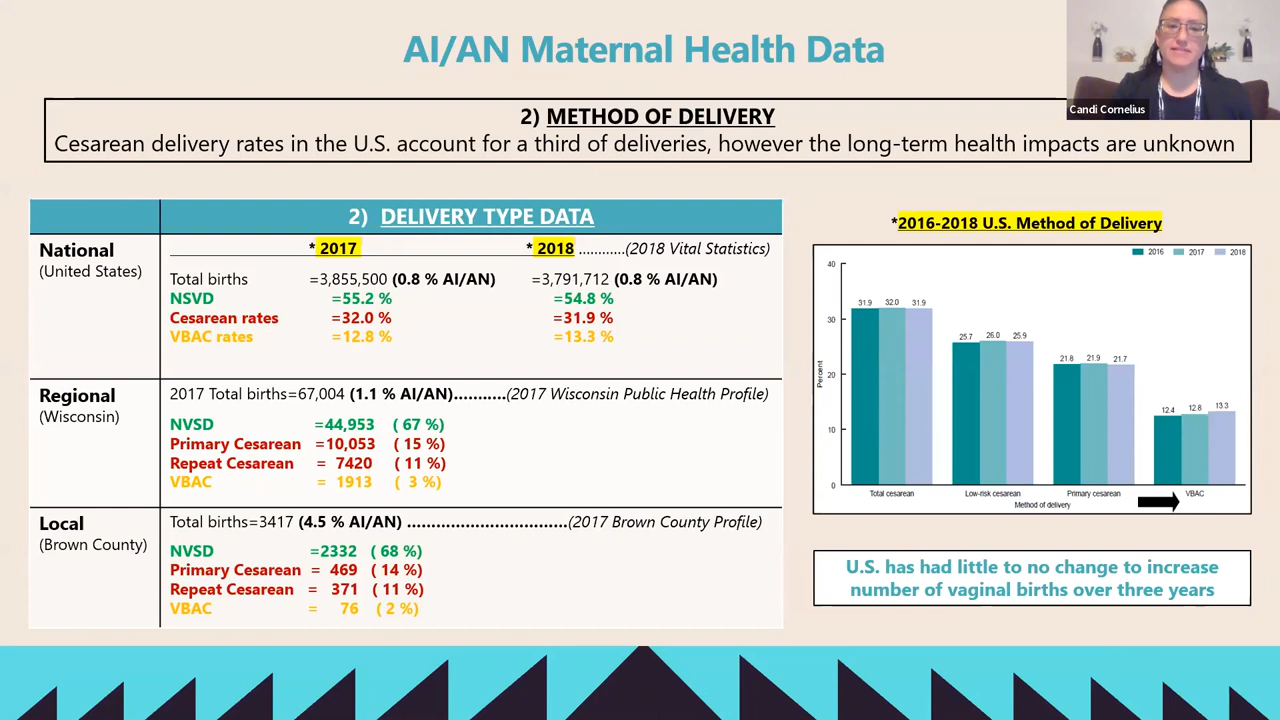 AI/AN Maternal Health Data
Candi Cornelius
2) METHOD OF DELIVERY
Cesarean delivery rates in the U.S. account for a third of deliveries, however the long-term health impacts are unknown
2) DELIVERY TYPE DATA
National
(United States)
* 2017 * 2018 ............(2018 Vital Statistics)
Total births =3,855,500 (0.8 % AI/AN) =3,791,712 (0.8 % AI/AN)
NSVD =55.2 % =54.8 %
Cesarean rates =32.0 % =31.9 %
VBAC rates =12.8 % =13.3 %
Regional
(Wisconsin)
2017 Total births=67,004 (1.1 % AI/AN)...........(2017 Wisconsin Public Health Profile)
NVSD =44,953 ( 67 %)
Primary Cesarean =10,053 ( 15 %)
Repeat Cesarean = 7420 ( 11 %)
VBAC = 1913 ( 3 %)
Local
(Brown County)
Total births=3417 (4.5 % AI/AN) ..................................(2017 Brown County Profile)
NVSD =2332 ( 68 %)
Primary Cesarean = 469 ( 14 %)
Repeat Cesarean = 371 ( 11 %)
VBAC = 76 ( 2 %)
*2016-2018 U.S. Method of Delivery
2016 2017 2018
40
30
20
10
0
Percent
31.9 32.0 31.9
25.7 26.0 25.9
21.8 21.9 21.7
12.4 12.8 13.3
Total cesarean Low-risk cesarean Primary cesarean VBAC
Method of delivery
U.S. has had little to no change to increase
number of vaginal births over three years